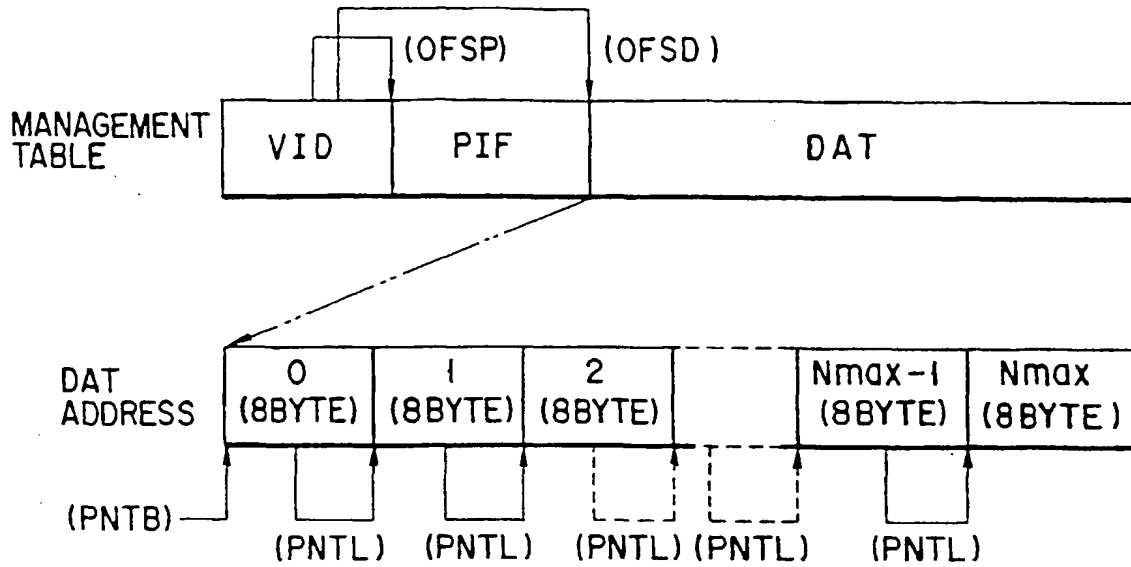 (OFSP) (OFSD)
MANAGEMENT
TABLE
VID PIF DAT
DAT
ADDRESS
0 1 2 Nmax-1 Nmax
(8BYTE) (8BYTE) (8BYTE) (8BYTE) (8BYTE)
(PNTB)
(PNTL) (PNTL) (PNTL) (PNTL) (PNTL)